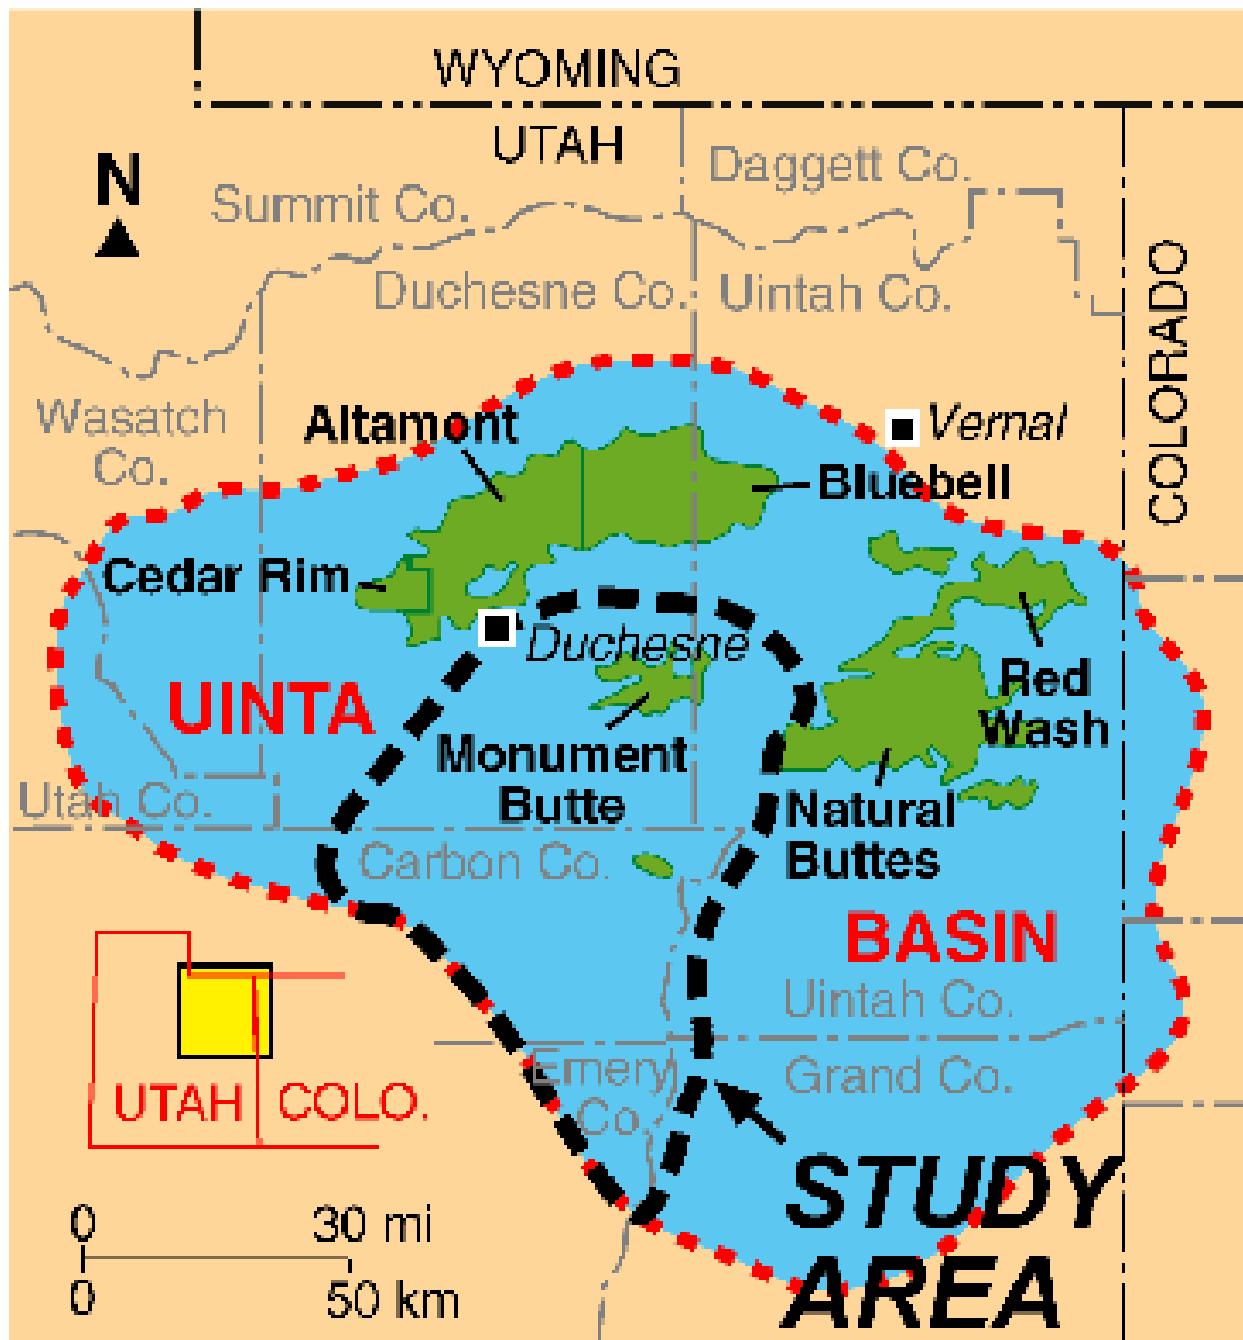 WYOMING
UTAH
Daggett Co.
N
Summit Co.
COLORADO
Duchesne Co.
Uintah Co.
Wasatch
Co.
Altamont
Vernal
Bluebell
Cedar Rim
Duchesne
Red
Wash
UINTA
Monument
Butte
Utah Co.
Natural
Buttes
Carbon Co.
BASIN
Uintah Co.
Emery
Co.
Grand Co.
UTAH
COLO.
STUDY
AREA
0 30 mi
0 50 km